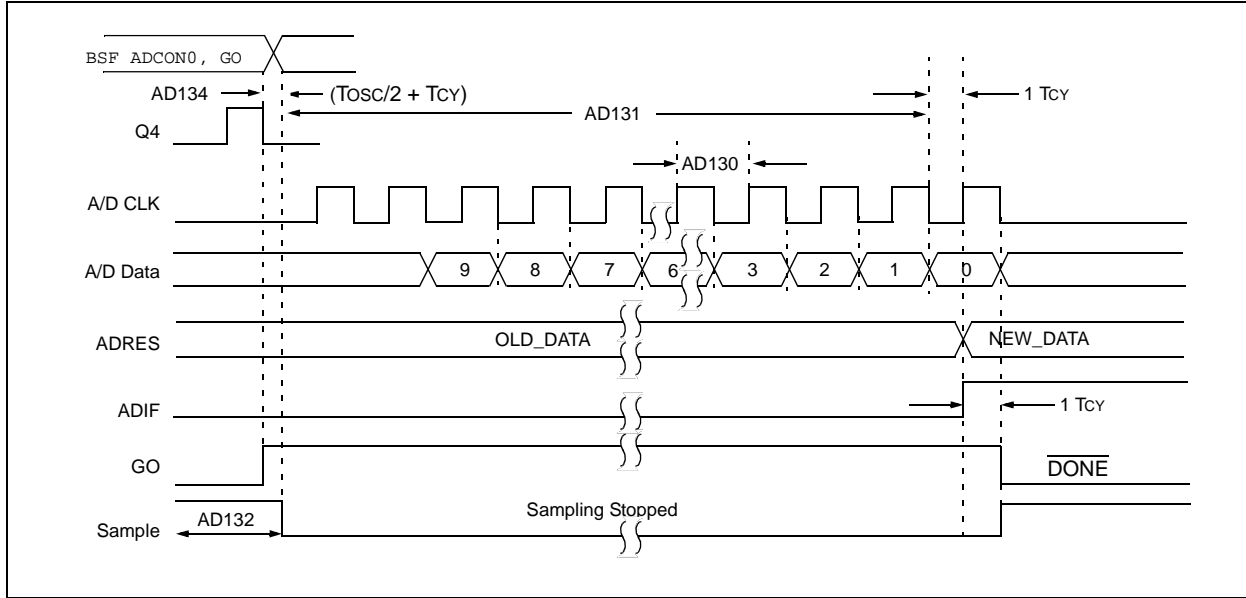 BSF ADCON0, GO
AD134
(TOSC/2 + TCY)
1 TCY
AD131
Q4
AD130
A/D CLK
A/D Data
9 8 7 6 3 2 1 0
ADRES
OLD_DATA
NEW_DATA
ADIF
1 TCY
GO
DONE
Sample
AD132
Sampling Stopped